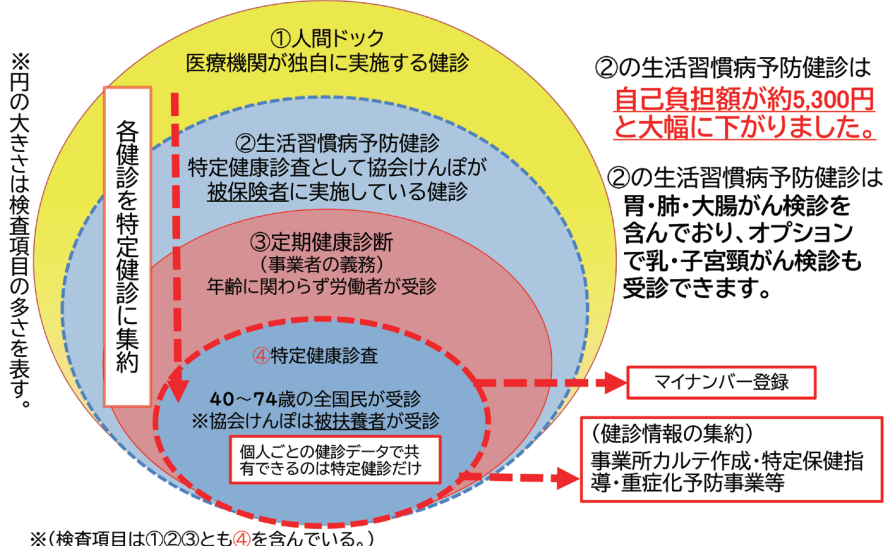 ①人間ドック
医療機関が独自に実施する健診
※円の大きさは検査項目の多さを表す。
各健診を特定健診に集約
②生活習慣病予防健診
特定健康診査として協会けんぽが
被保険者に実施している健診
③定期健康診断
(事業者の義務)
年齢に関わらず労働者が受診
④特定健康診査
40～74歳の全国民が受診
※協会けんぽは被扶養者が受診
個人ごとの健診データで共
有できるのは特定健診だけ
②の生活習慣病予防健診は
自己負担額が約5,300円
と大幅に下がりました。
②の生活習慣病予防健診は
胃・肺・大腸がん検診を
含んでおり、オプション
で乳・子宮頸がん検診も
受診できます。
マイナンバー登録
(健診情報の集約)
事業所カルテ作成・特定保健指
導・重症化予防事業等
※(検査項目は①②③とも④を含んでいる。)